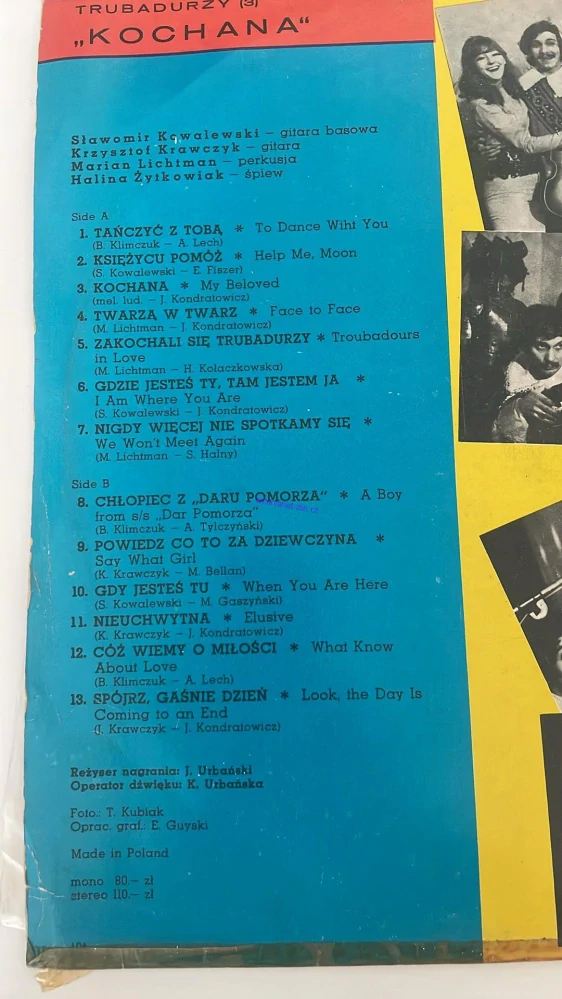 TRUBADURZY (3)
„KOCHANA"
Sławomir Kowalewski – gitara basowa
Krzysztof Krawczyk – gitara
Marian Lichtman – perkusja
Halina Żytkowiak – śpiew
Side A
1. TAŃCZYĆ Z TOBĄ * To Dance Wiht You
(B. Klimczuk – A. Lech)
2. KSIĘŻYCU POMÓŻ * Help Me, Moon
(S. Kowalewski – E. Fiszer)
3. KOCHANA * My Beloved
(mel. lud. – J. Kondratowicz)
4. TWARZĄ W TWARZ * Face to Face
(M. Lichtman – J. Kondratowicz)
5. ZAKOCHALI SIĘ TRUBADURZY * Troubadours
in Love
(M. Lichtman – H. Kołaczkowska)
6. GDZIE JESTEŚ TY, TAM JESTEM JA *
I Am Where You Are
(S. Kowalewski – J. Kondratowicz)
7. NIGDY WIĘCEJ NIE SPOTKAMY SIĘ *
We Won't Meet Again
(M. Lichtman – S. Halny)
Side B
8. CHŁOPIEC Z „DARU POMORZA" * A Boy
from s/s „Dar Pomorza"
(B. Klimczuk – A. Tylczyński)
9. POWIEDZ CO TO ZA DZIEWCZYNA *
Say What Girl
(K. Krawczyk – M. Bellan)
10. GDY JESTEŚ TU * When You Are Here
(S. Kowalewski – M. Gaszyński)
11. NIEUCHWYTNA * Elusive
(K. Krawczyk – J. Kondratowicz)
12. CÓŻ WIEMY O MIŁOŚCI * What Know
About Love
(B. Klimczuk – A. Lech)
13. SPÓJRZ, GAŚNIE DZIEŃ * Look, the Day Is
Coming to an End
(J. Krawczyk – J. Kondratowicz)
Reżyser nagrania: J. Urbański
Operator dźwięku: K. Urbańska
Foto.: T. Kubiak
Oprac. graf.: E. Guyski
Made in Poland
mono 80.– zł
stereo 110.– zł